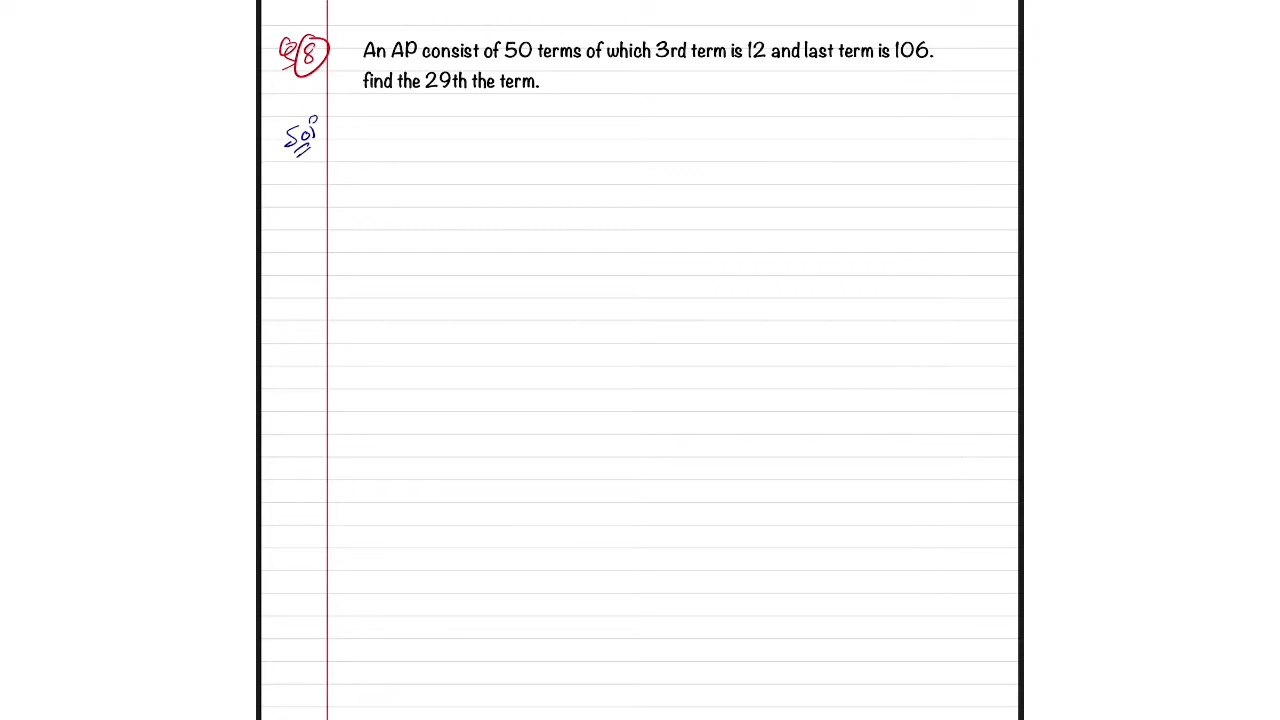 Q8 An AP consist of 50 terms of which 3rd term is 12 and last term is 106.
find the 29th the term.
Soln